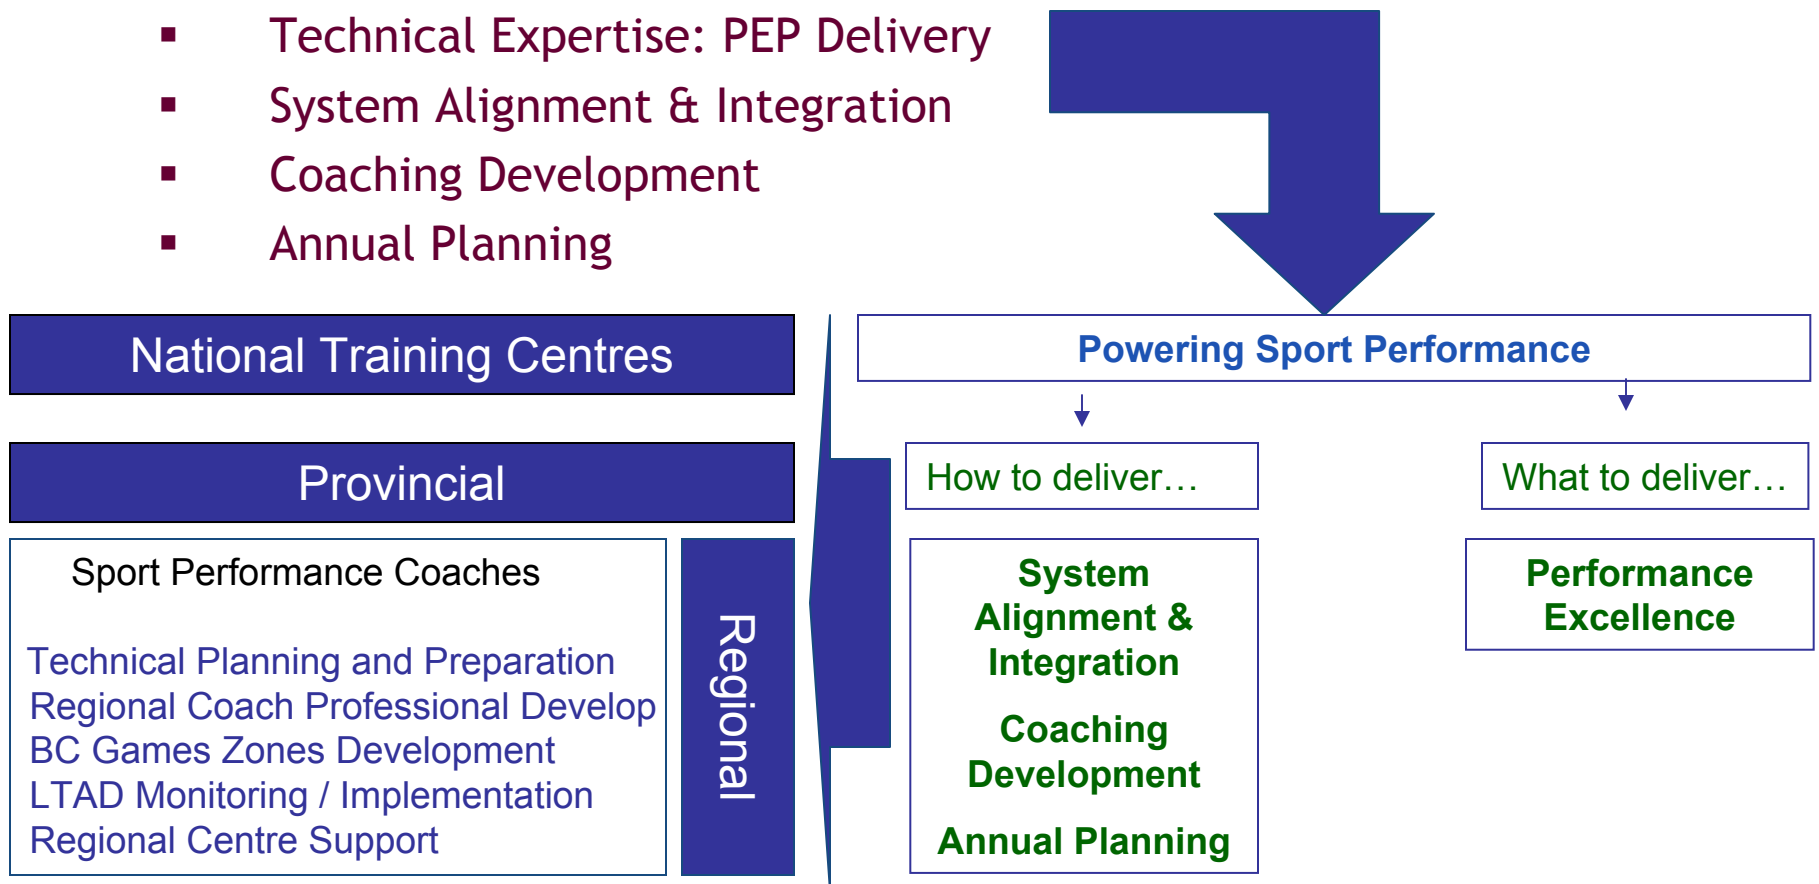 ▪ Technical Expertise: PEP Delivery
▪ System Alignment & Integration
▪ Coaching Development
▪ Annual Planning
National Training Centres
Provincial
Sport Performance Coaches
Technical Planning and Preparation
Regional Coach Professional Develop
BC Games Zones Development
LTAD Monitoring / Implementation
Regional Centre Support
Regional
Powering Sport Performance
How to deliver…
System
Alignment &
Integration
Coaching
Development
Annual Planning
What to deliver…
Performance
Excellence